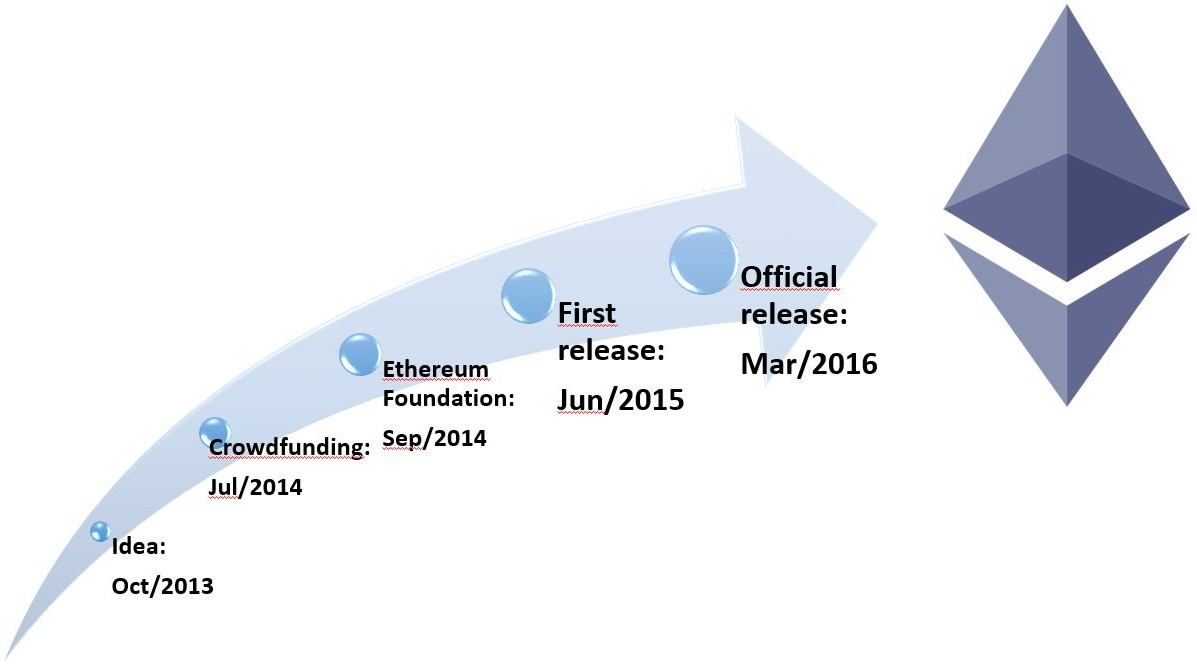 Idea:
Oct/2013
Crowdfunding:
Jul/2014
Ethereum
Foundation:
Sep/2014
First
release:
Jun/2015
Official
release:
Mar/2016